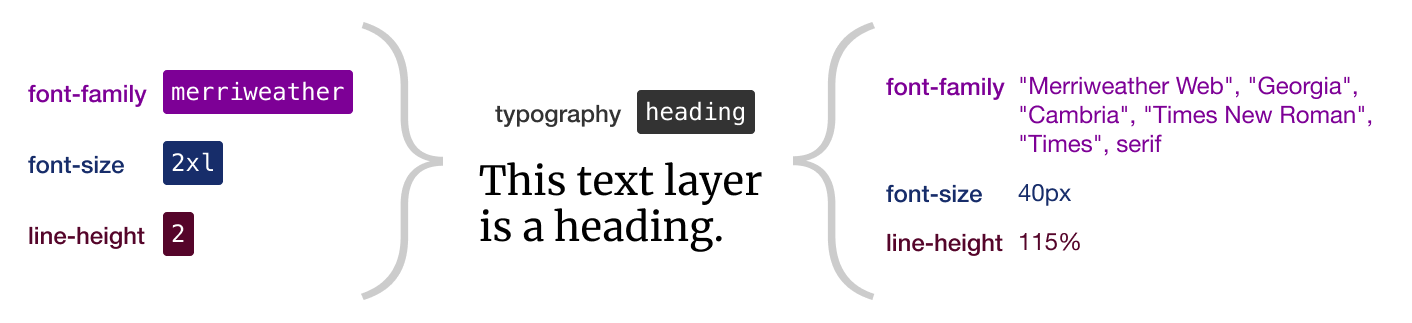 font-family merriweather
font-size 2xl
line-height 2
typography heading
This text layer
is a heading.
font-family "Merriweather Web", "Georgia",
"Cambria", "Times New Roman",
"Times", serif
font-size 40px
line-height 115%